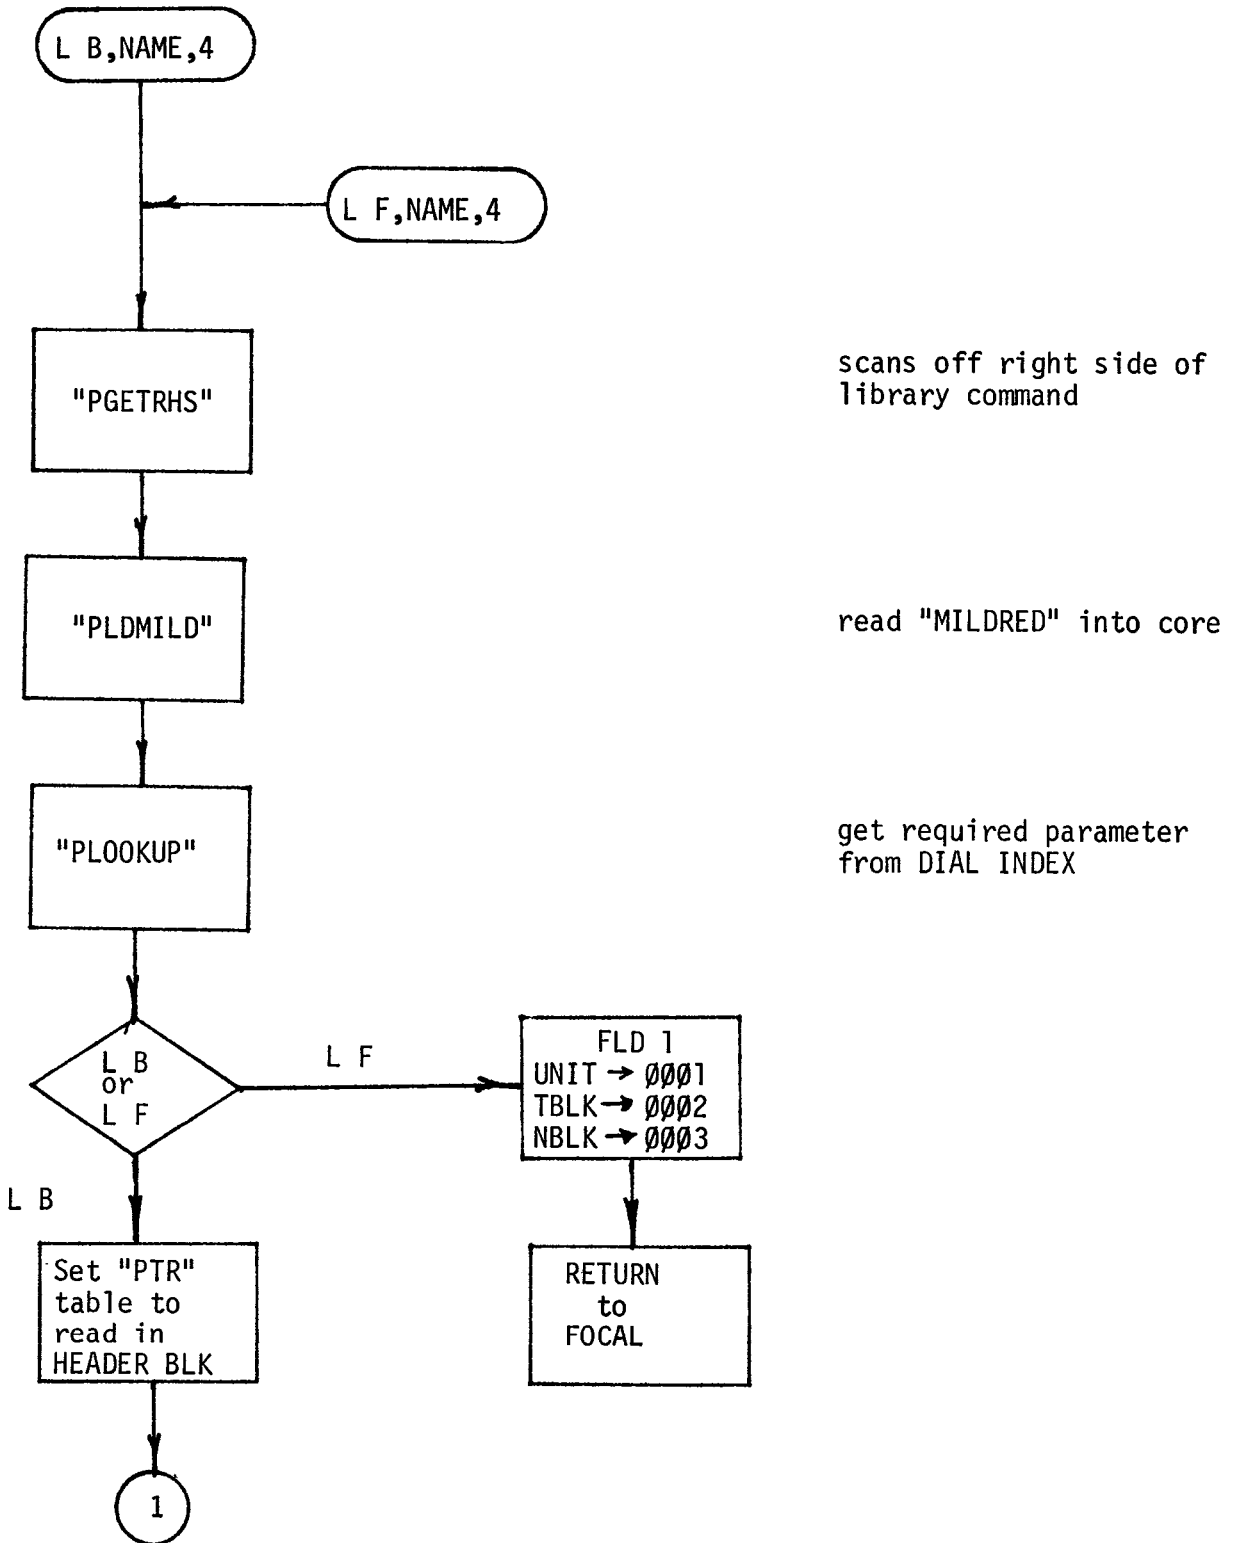 L B,NAME,4
L F,NAME,4
"PGETRHS"
scans off right side of
library command
"PLDMILD"
read "MILDRED" into core
"PLOOKUP"
get required parameter
from DIAL INDEX
L B
or
L F
L F
FLD 1
UNIT → ØØØ1
TBLK → ØØØ2
NBLK → ØØØ3
L B
Set "PTR"
table to
read in
HEADER BLK
RETURN
to
FOCAL
1